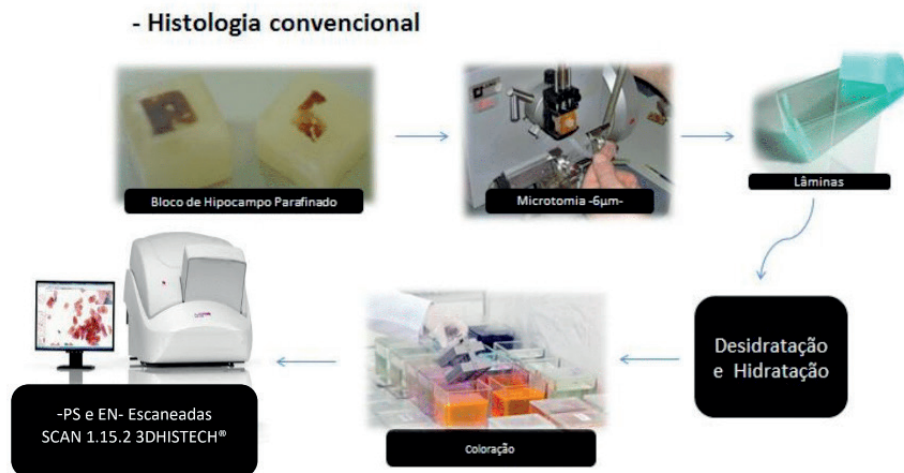 - Histologia convencional
Bloco de Hipocampo Parafinado
Microtomia -6µm-
Lâminas
Desidratação
e Hidratação
Coloração
-PS e EN- Escaneadas
SCAN 1.15.2 3DHISTECH®